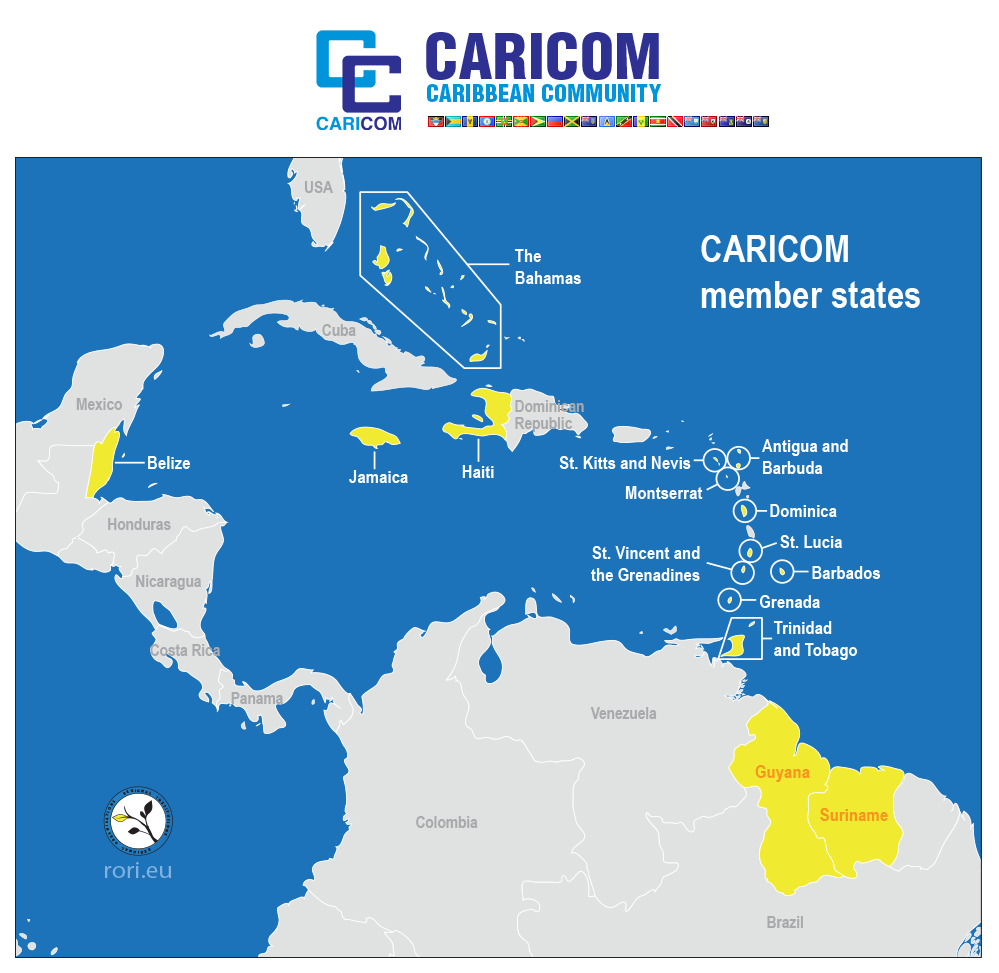 CARICOM
CARIBBEAN COMMUNITY
CARICOM
USA
The
Bahamas
CARICOM
member states
Cuba
Mexico
Dominican
Republic
Belize
Jamaica
Haiti
St. Kitts and Nevis
Antigua and
Barbuda
Montserrat
Honduras
Dominica
St. Lucia
St. Vincent and
the Grenadines
Nicaragua
Barbados
Grenada
Costa Rica
Trinidad
and Tobago
Panama
Venezuela
Guyana
Colombia
Suriname
rori.eu
Brazil